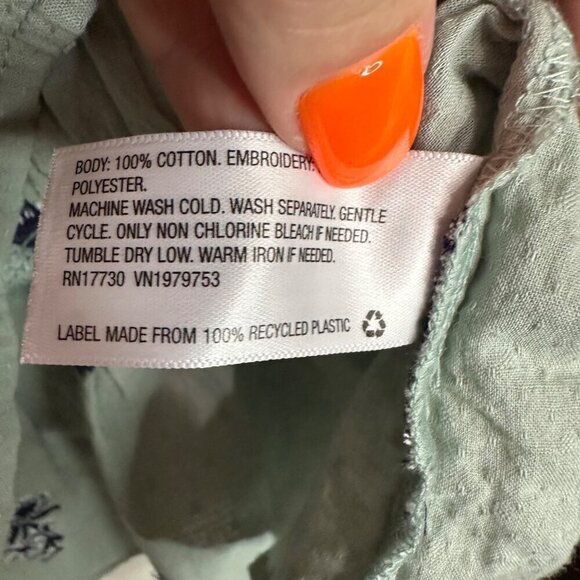 BODY: 100% COTTON. EMBROIDERY:
POLYESTER.
MACHINE WASH COLD. WASH SEPARATELY. GENTLE
CYCLE. ONLY NON CHLORINE BLEACH IF NEEDED.
TUMBLE DRY LOW. WARM IRON IF NEEDED.
RN17730 VN1979753
LABEL MADE FROM 100% RECYCLED PLASTIC